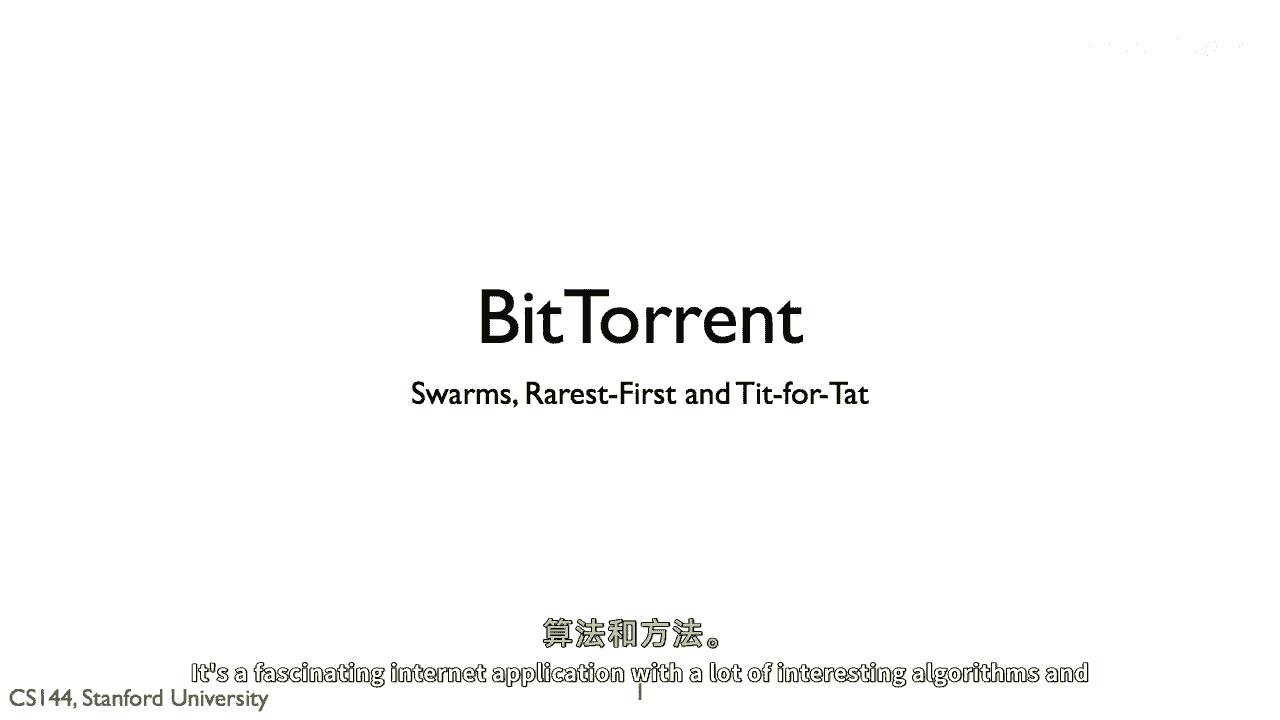 BitTorrent
Swarms, Rarest-First and Tit-for-Tat
算法和方法。
It's a fascinating internet application with a lot of interesting algorithms and
CS144, Stanford University
1